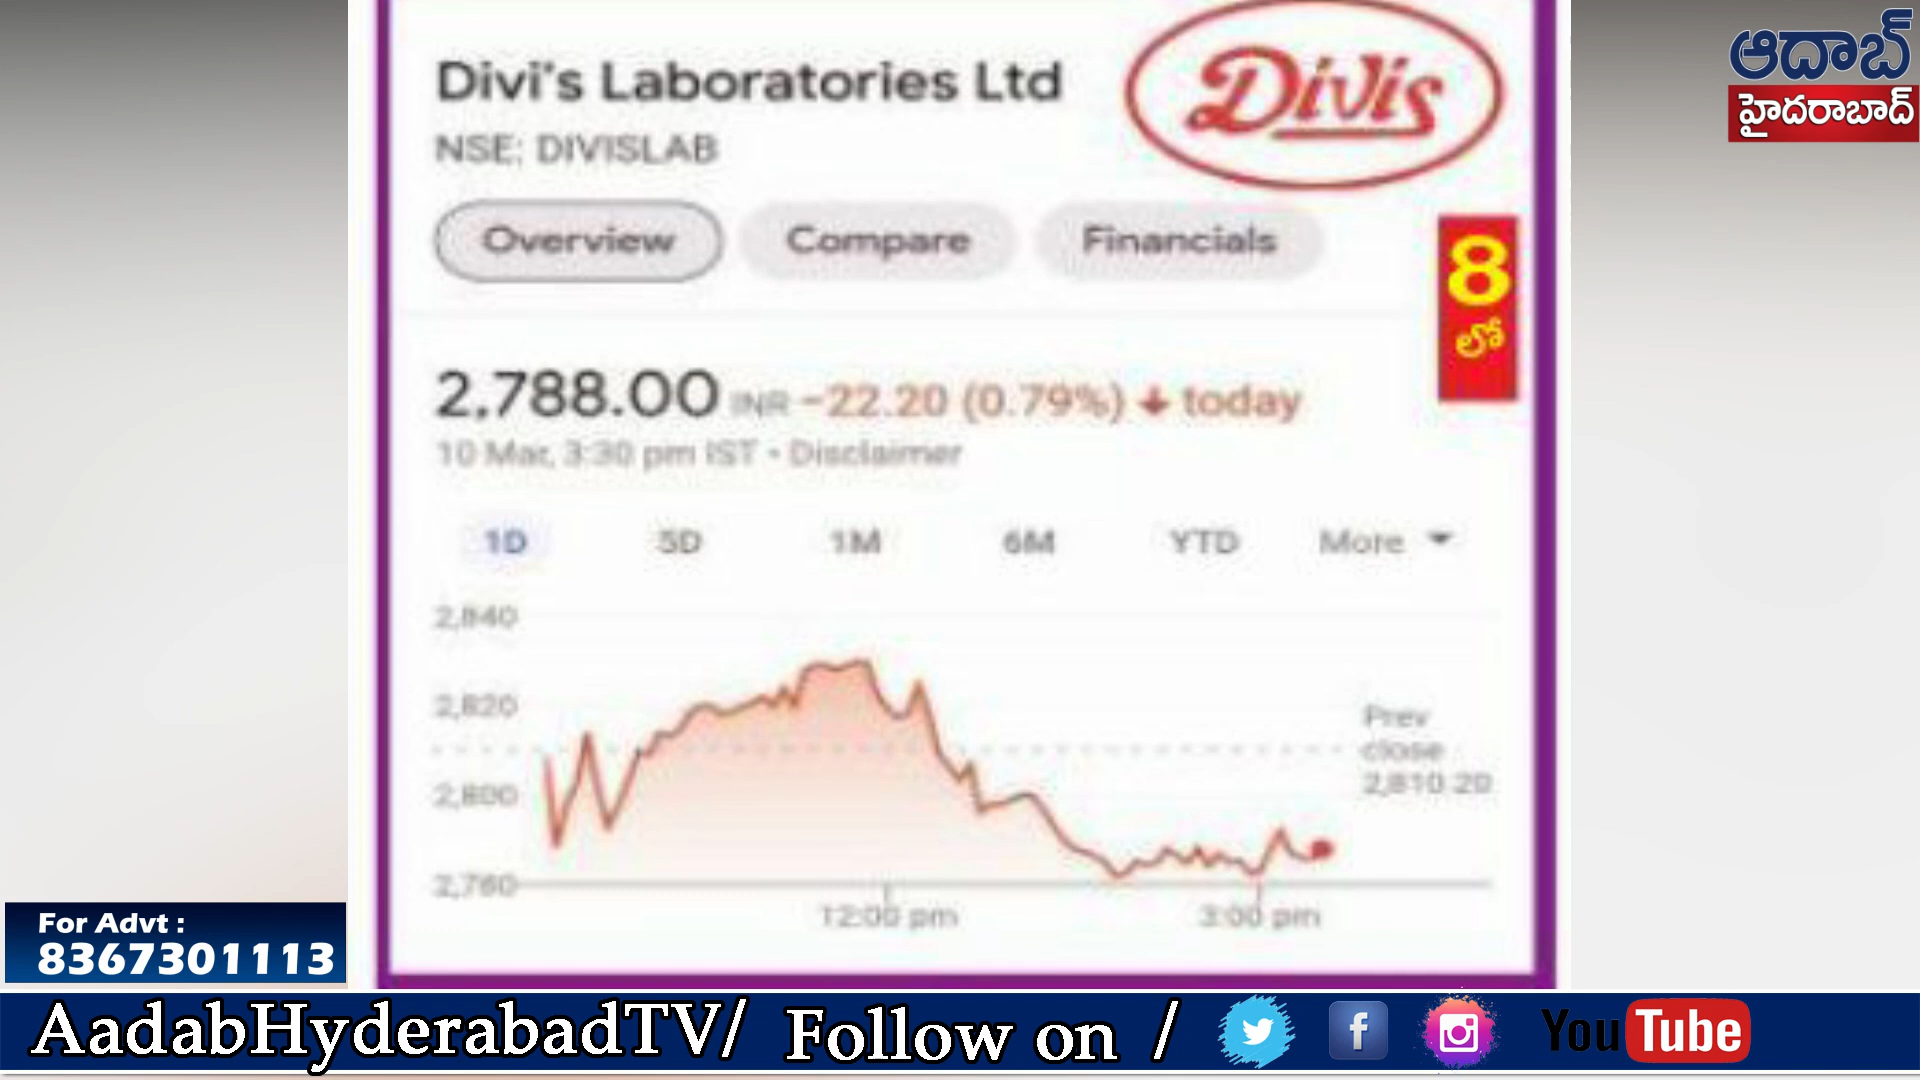 Divi's Laboratories Ltd
Divis
ఆదాబ్
హైదరాబాద్
NSE: DIVISLAB
Overview
Compare
Financials
8
లో
2,788.00 INR -22.20 (0.79%) ↓ today
10 Mar, 3:30 pm IST • Disclaimer
1D 5D 1M 6M YTD More
2,840
2,820
Prev
close
2,810.20
2,800
2,780
12:00 pm
3:00 pm
For Advt :
8367301113
AadabHyderabadTV/ Follow on /
YouTube